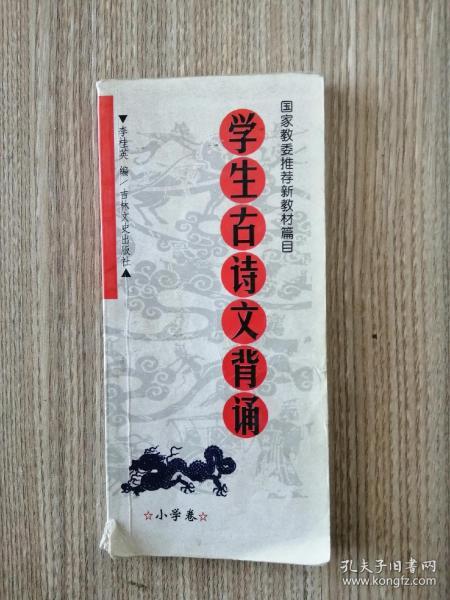 国家教委推荐新教材篇目
学生古诗文背诵
▼李桂英 编/吉林文史出版社▲
☆小学卷☆
孔夫子旧书网
www.kongfz.com